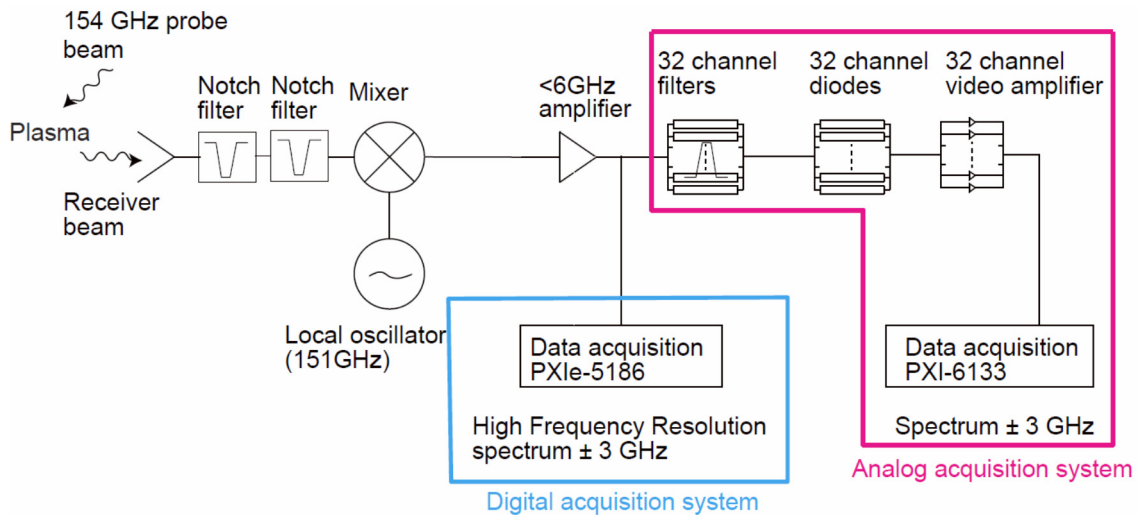 154 GHz probe
beam
Notch
filter
Notch
filter
Mixer
<6GHz
amplifier
32 channel
filters
32 channel
diodes
32 channel
video amplifier
Plasma
Receiver
beam
Local oscillator
(151GHz)
Data acquisition
PXIe-5186
High Frequency Resolution
spectrum ± 3 GHz
Digital acquisition system
Data acquisition
PXI-6133
Spectrum ± 3 GHz
Analog acquisition system